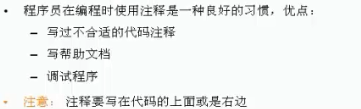 • 程序员在编程时使用注释是一种良好的习惯，优点：
– 写过不合适的代码注释
– 写帮助文档
– 调试程序
• 注意： 注释要写在代码的上面或是右边